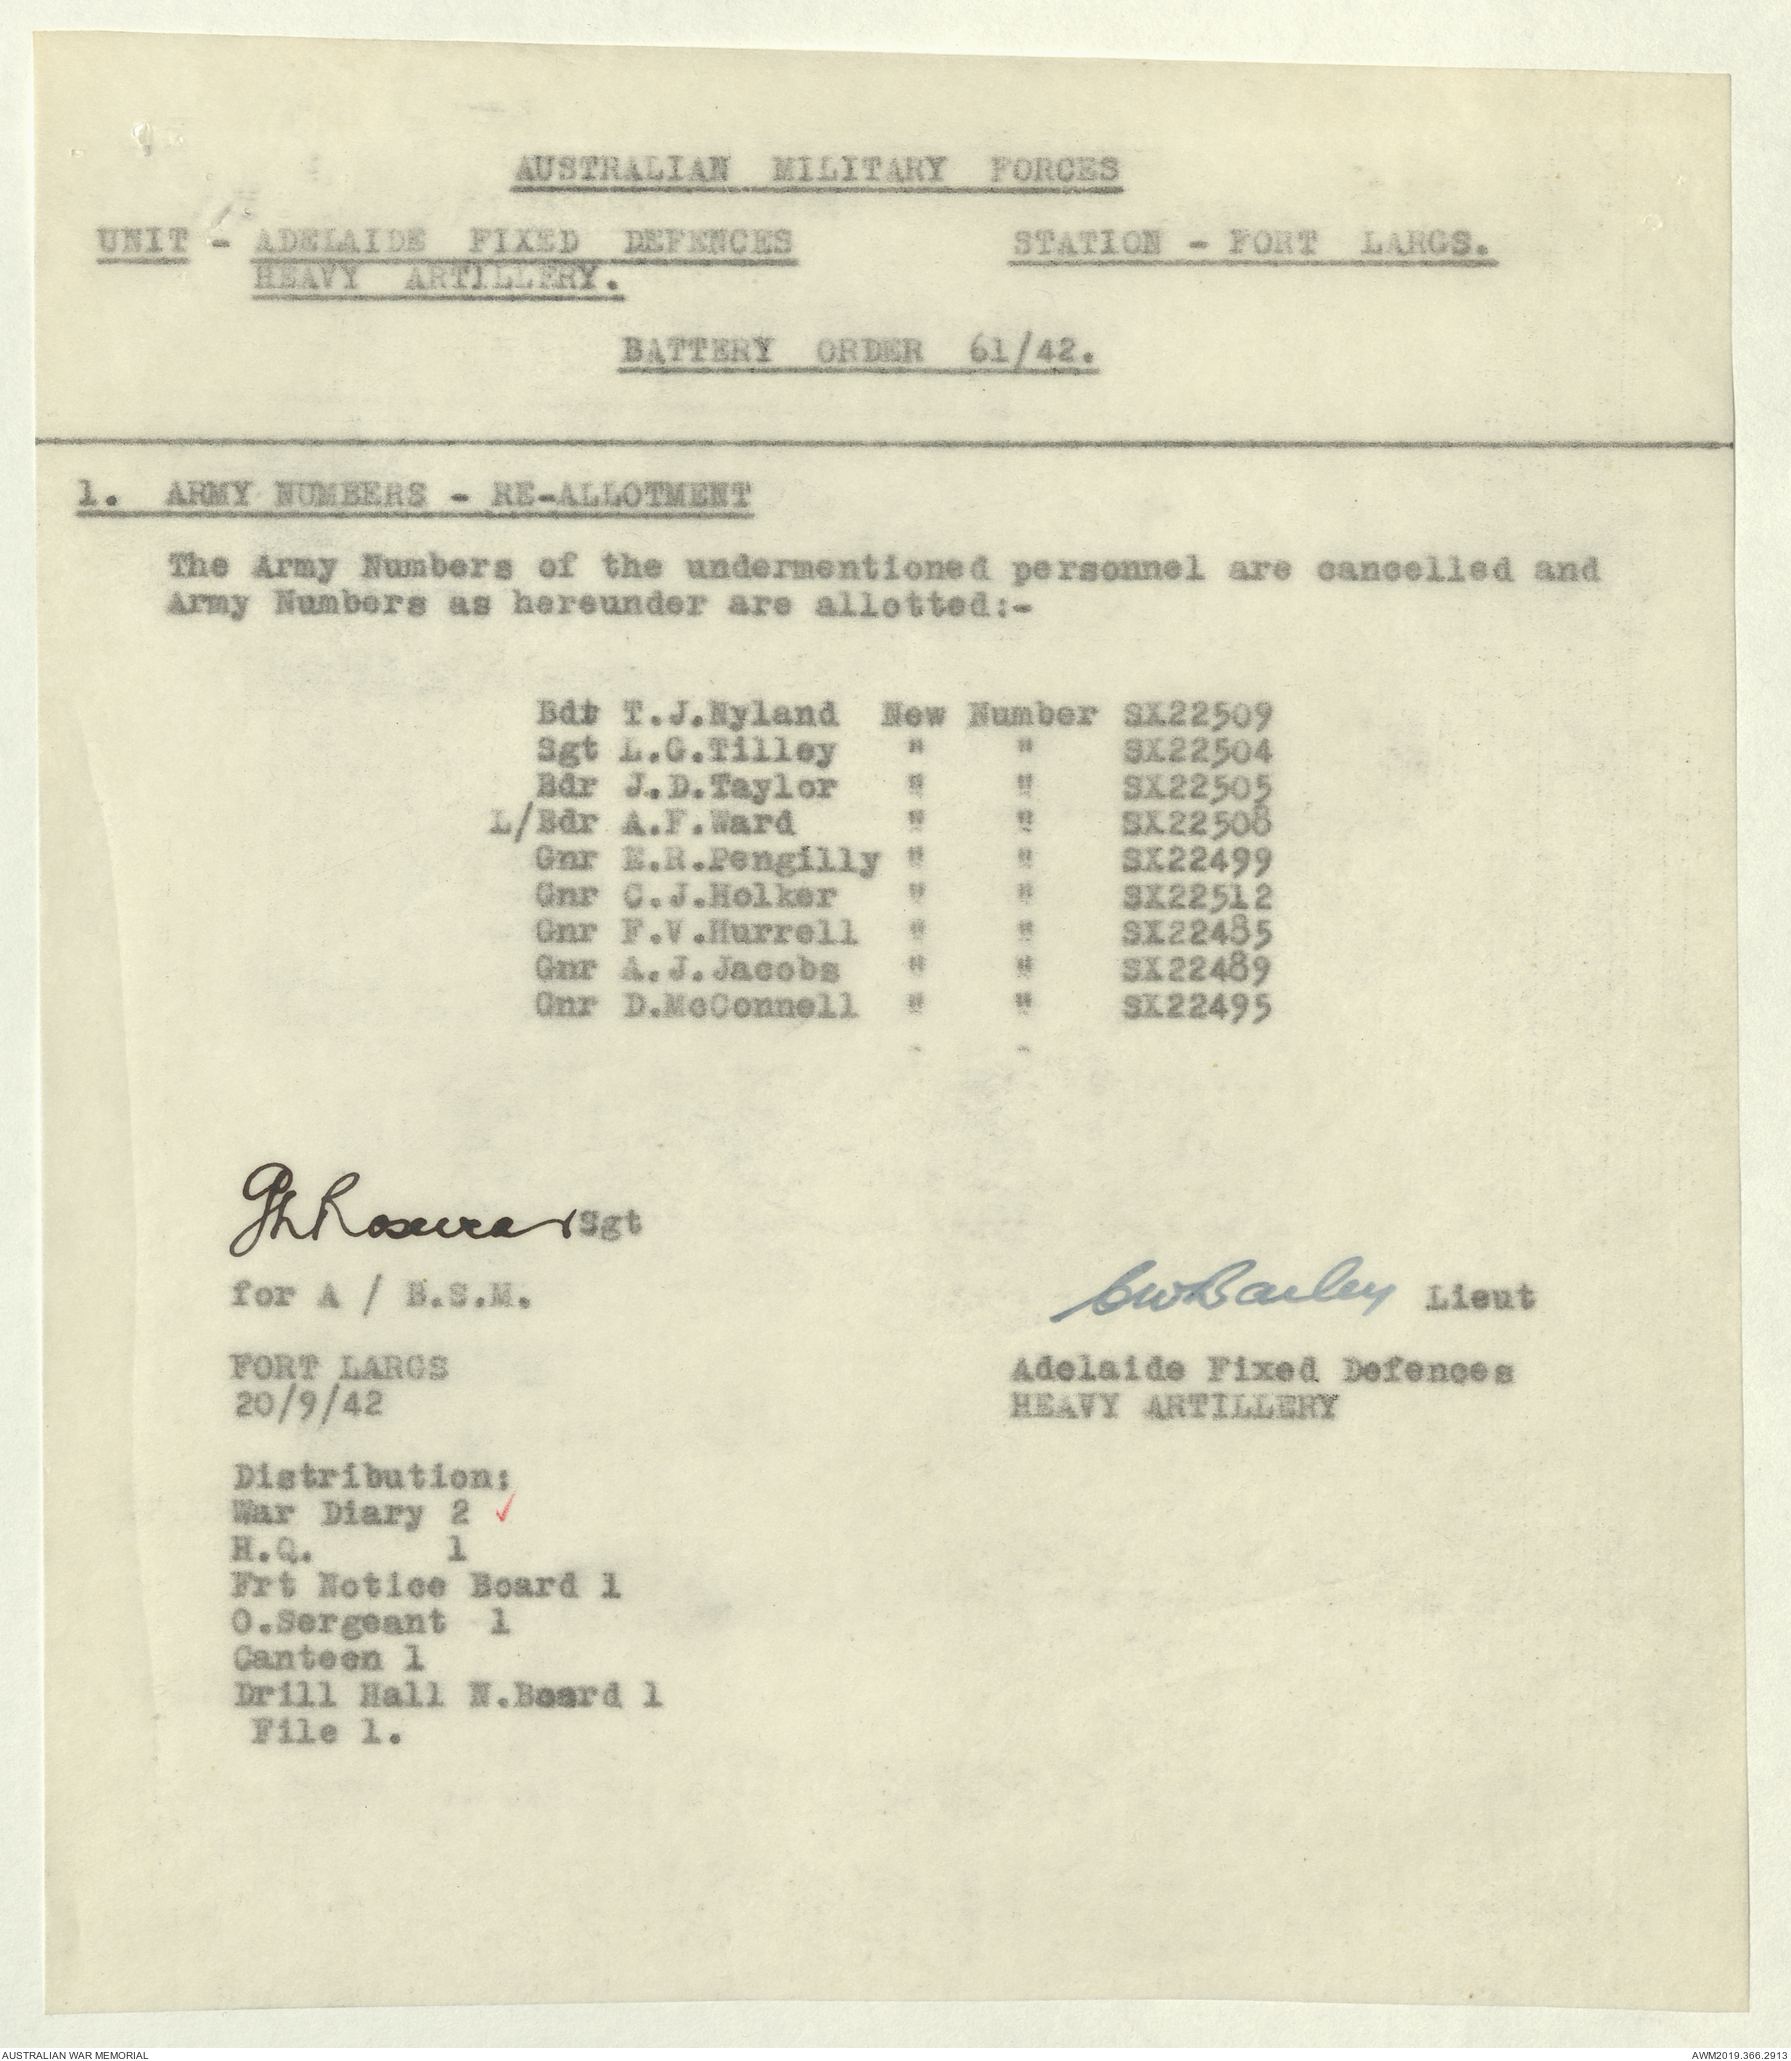 AUSTRALIAN MILITARY FORCES
UNIT - ADELAIDE FIXED DEFENCES STATION - FORT LARGS.
HEAVY ARTILLERY.
BATTERY ORDER 61/42.
1. ARMY NUMBERS - RE-ALLOTMENT
The Army Numbers of the undermentioned personnel are cancelled and
Army Numbers as hereunder are allotted:-
Bdr T.J.Nyland New Number SX22509
Sgt L.G.Tilley " " SX22504
Bdr J.D.Taylor " " SX22505
L/Bdr A.F.Ward " " SX22508
Gnr E.R.Pengilly " " SX22499
Gnr C.J.Holker " " SX22512
Gnr F.V.Hurrell " " SX22485
Gnr A.J.Jacobs " " SX22489
Gnr D.McConnell " " SX22495
Sgt
for A / B.S.M.
Lieut
FORT LARGS Adelaide Fixed Defences
20/9/42 HEAVY ARTILLERY
Distribution:
War Diary 2 ✓
H.Q. 1
Frt Notice Board 1
O.Sergeant 1
Canteen 1
Drill Hall N.Board 1
File 1.
AUSTRALIAN WAR MEMORIAL AWM2019.366.2913